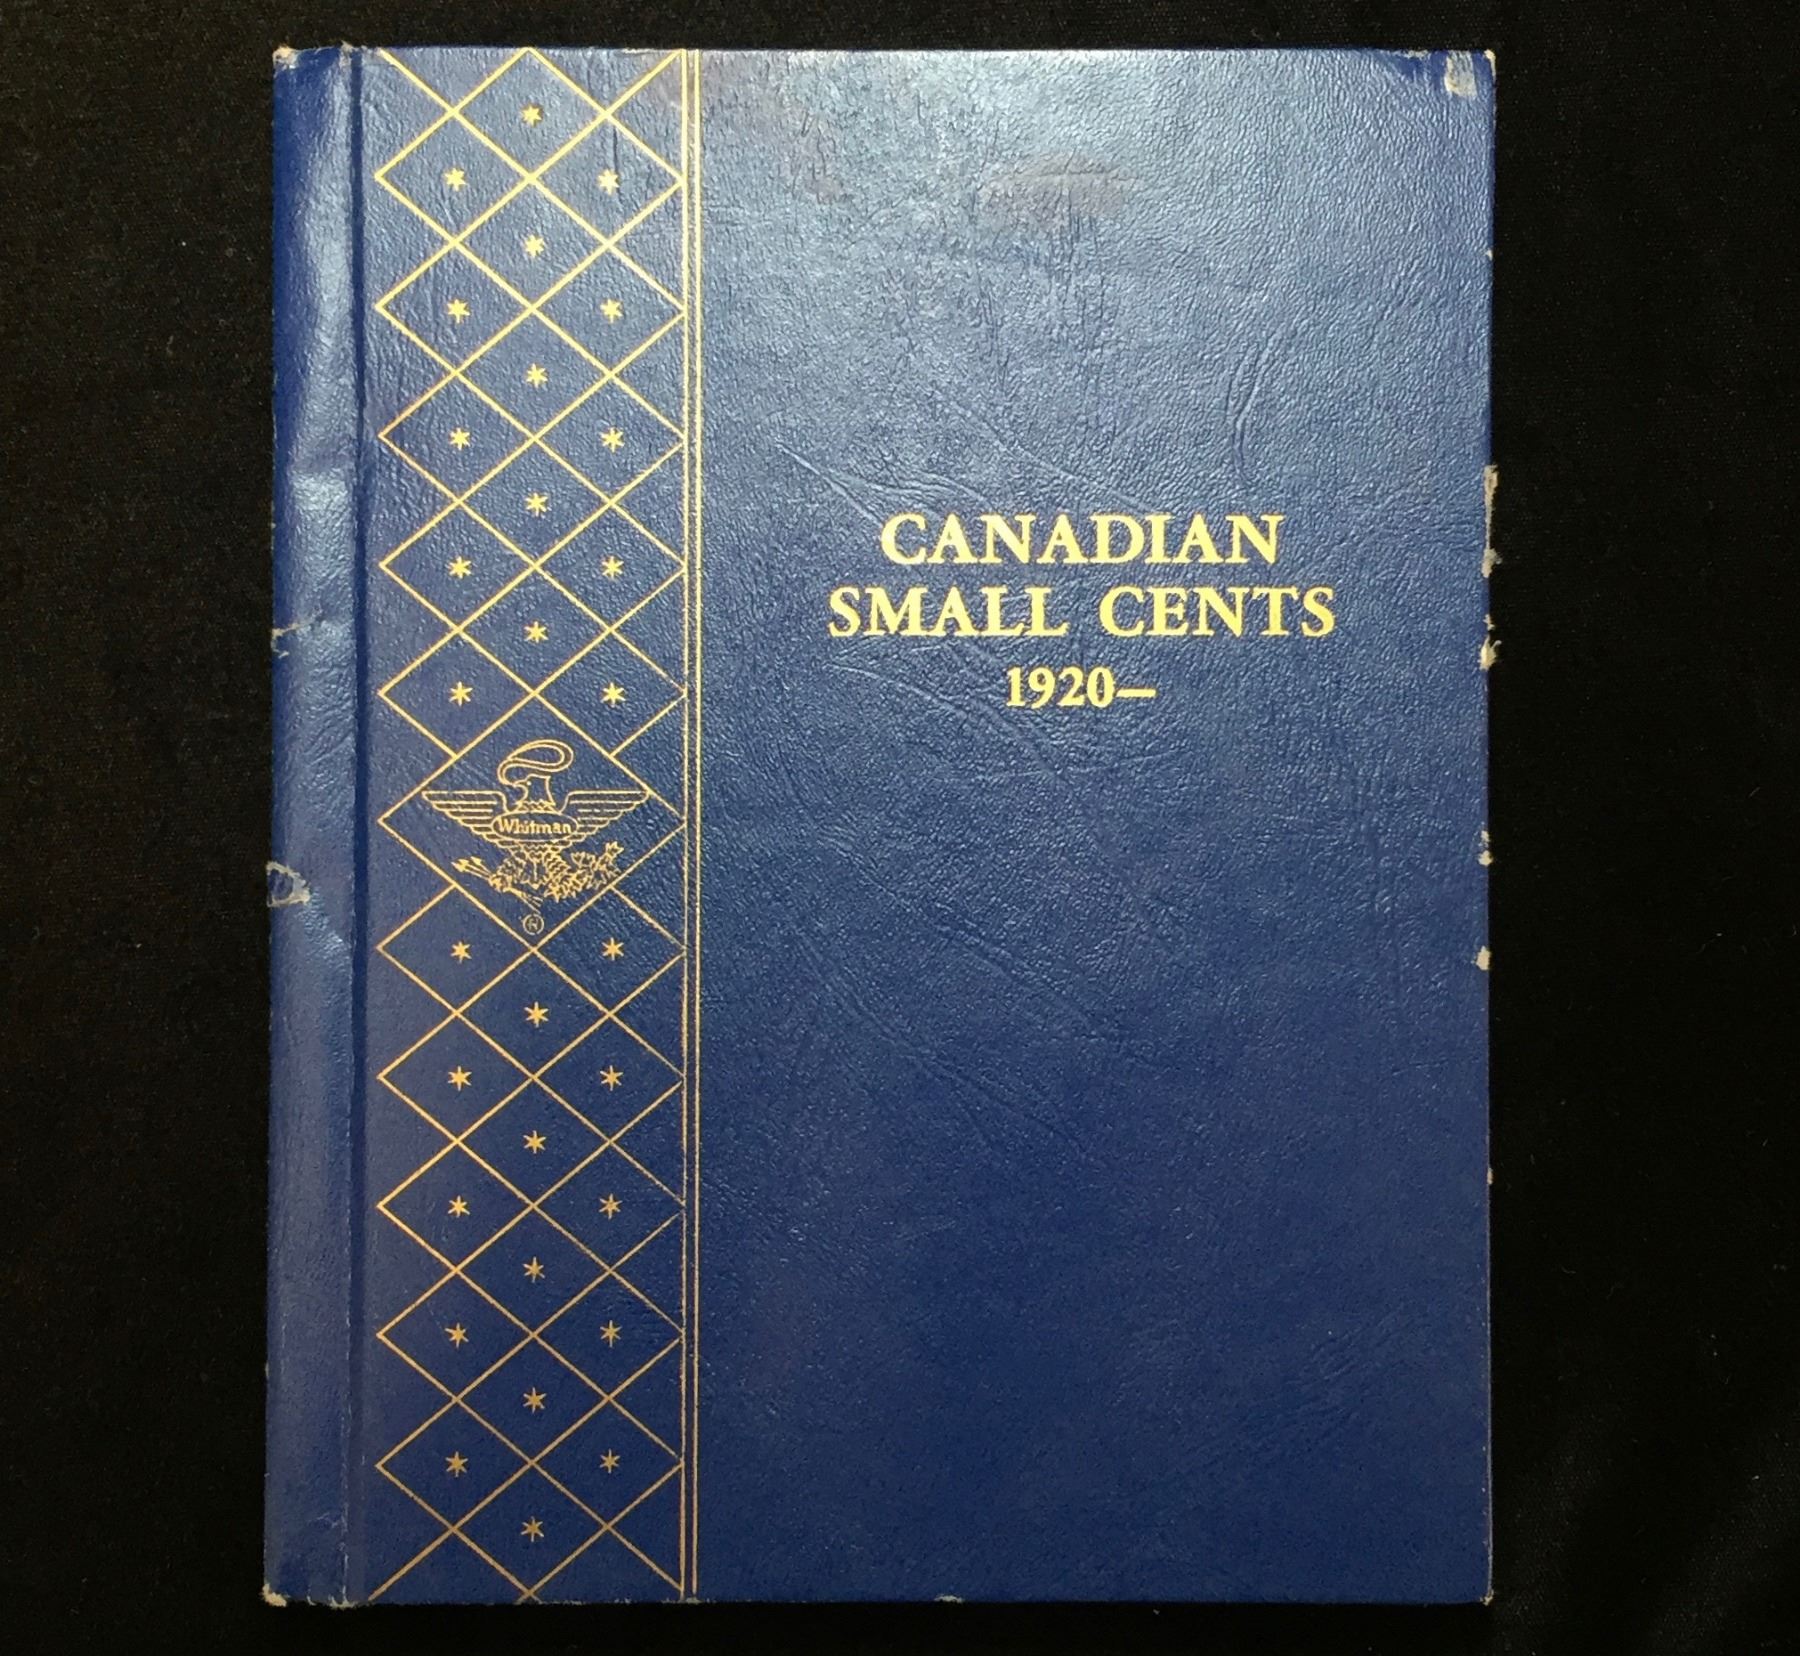 CANADIAN
SMALL CENTS
1920–
Whitman
®